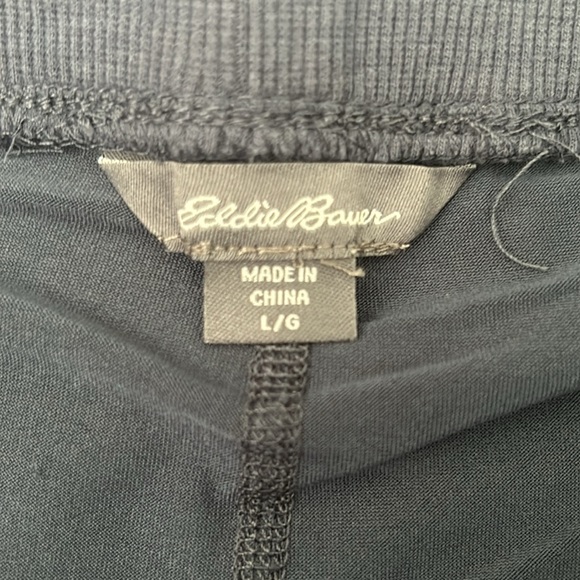 Eddie Bauer
MADE IN
CHINA
L/G